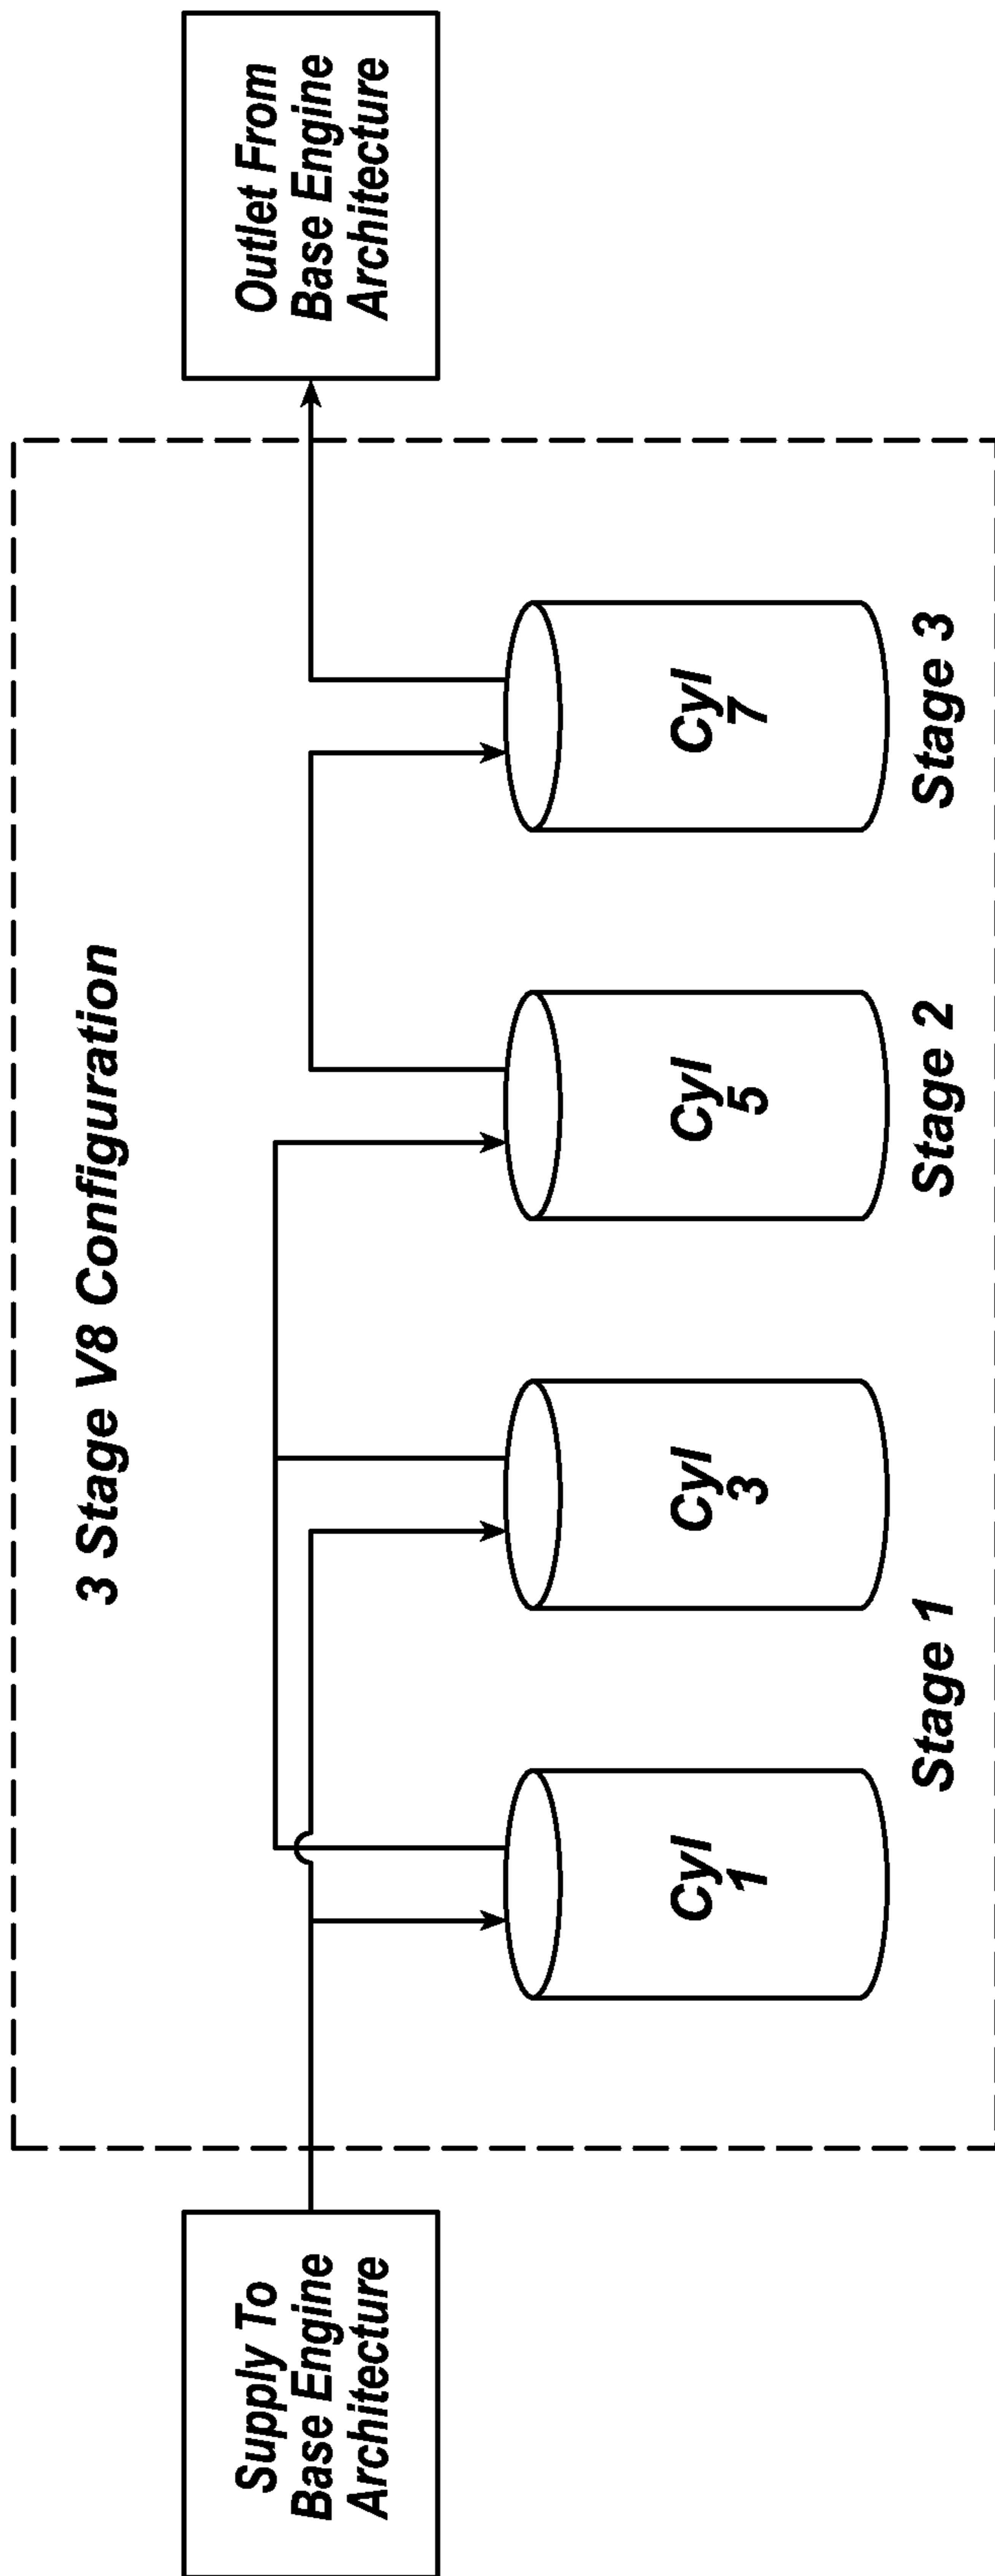 3 Stage V8 Configuration
Supply To
Base Engine
Architecture
Outlet From
Base Engine
Architecture
Cyl
1
Cyl
3
Cyl
5
Cyl
7
Stage 1
Stage 2
Stage 3